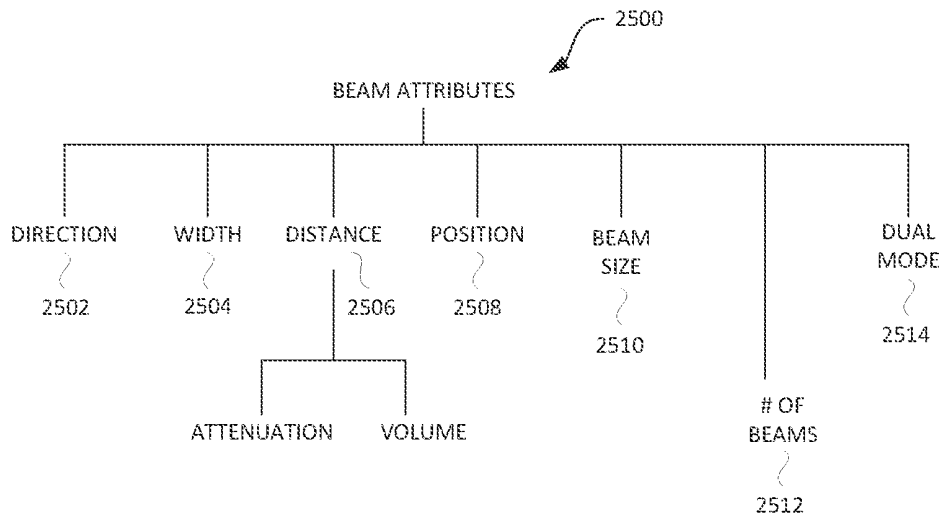 2500
BEAM ATTRIBUTES
DIRECTION
2502
WIDTH
2504
DISTANCE
2506
POSITION
2508
BEAM
SIZE
2510
DUAL
MODE
2514
ATTENUATION
VOLUME
# OF
BEAMS
2512